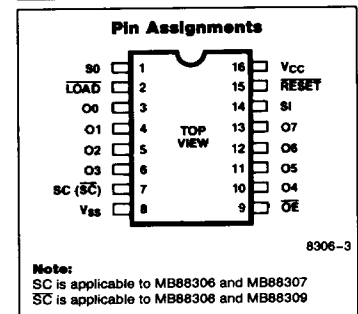 Pin Assignments
S0 1 16 VCC
LOAD 2 15 RESET
O0 3 14 SI
O1 4 13 O7
O2 5 12 O6
O3 6 11 O5
SC (SC) 7 10 O4
VSS 8 9 OE
TOP
VIEW
8306-3
Note:
SC is applicable to MB88306 and MB88307
SC is applicable to MB88308 and MB88309